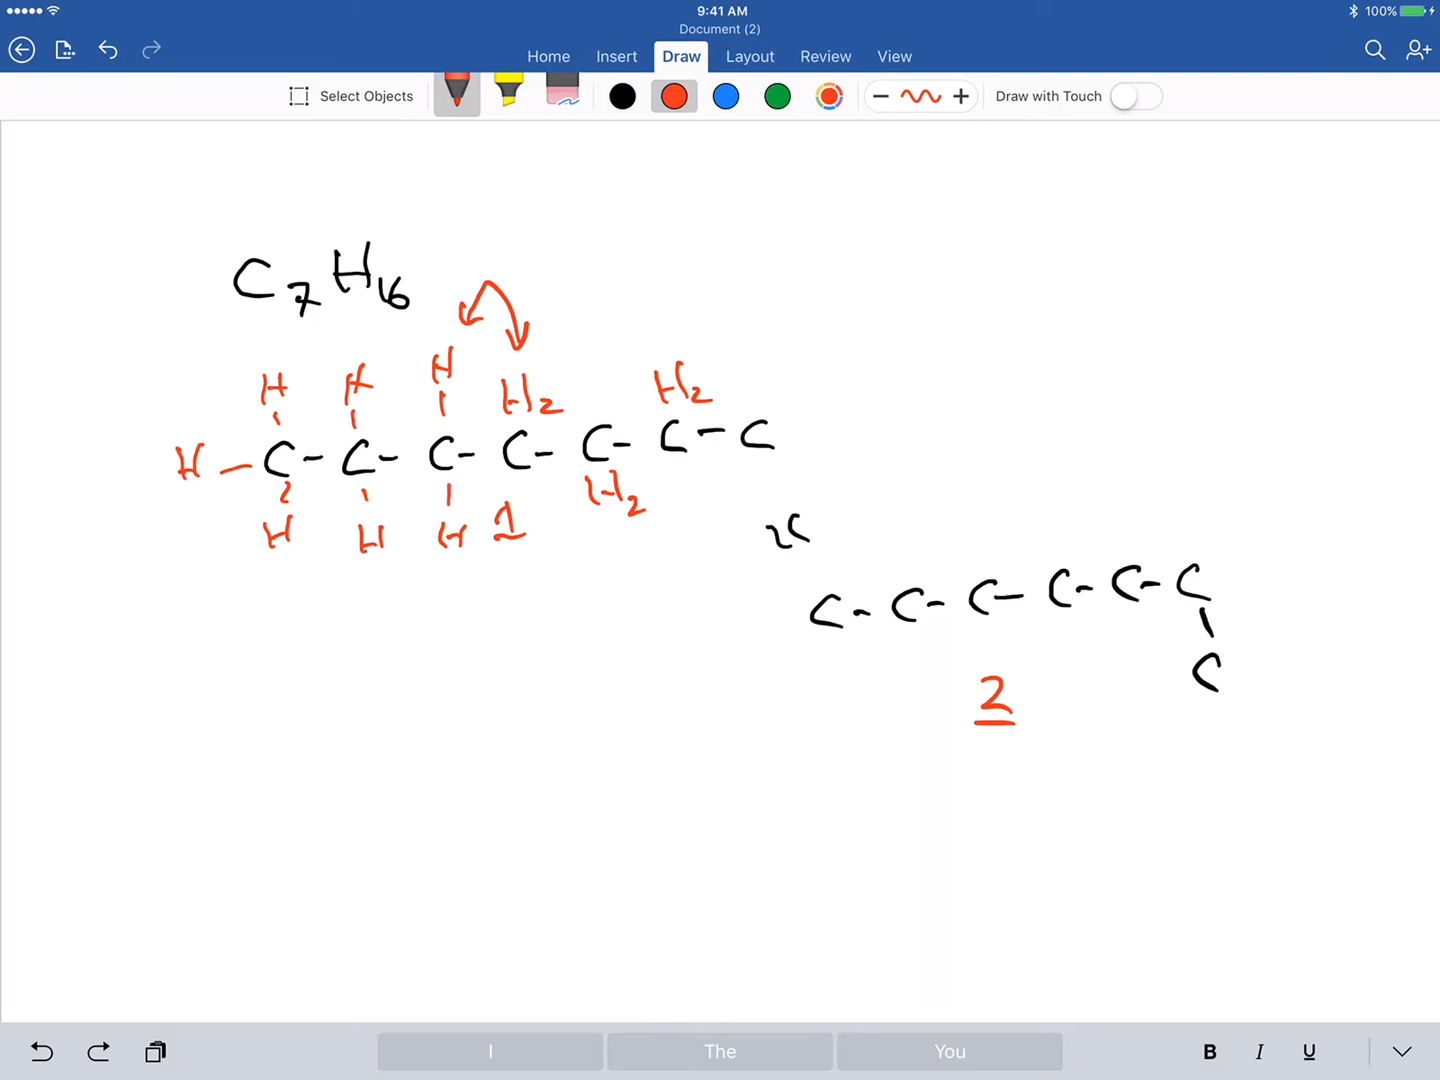 9:41 AM
100%
Document (2)
Home Insert Draw Layout Review View
Select Objects
Draw with Touch
C7H16
H H H H2 H2
H - C - C - C - C - C - C - C
H H H 1 H2
C - C - C - C - C - C
C
2
I The You
B I U